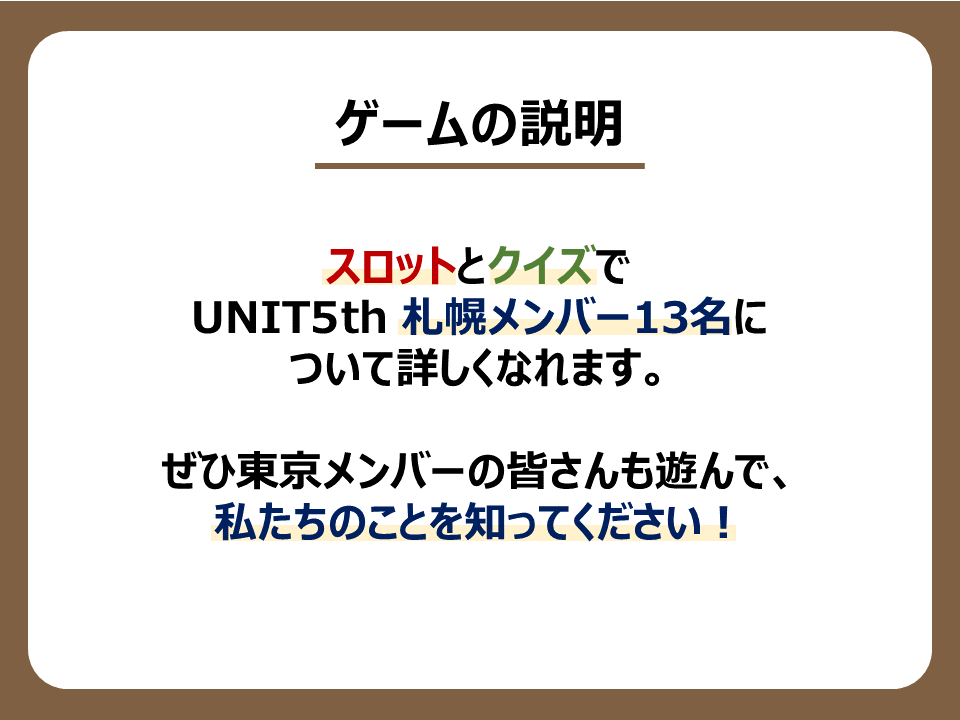 ゲームの説明
スロットとクイズで
UNIT5th 札幌メンバー13名に
ついて詳しくなれます。
ぜひ東京メンバーの皆さんも遊んで、
私たちのことを知ってください！